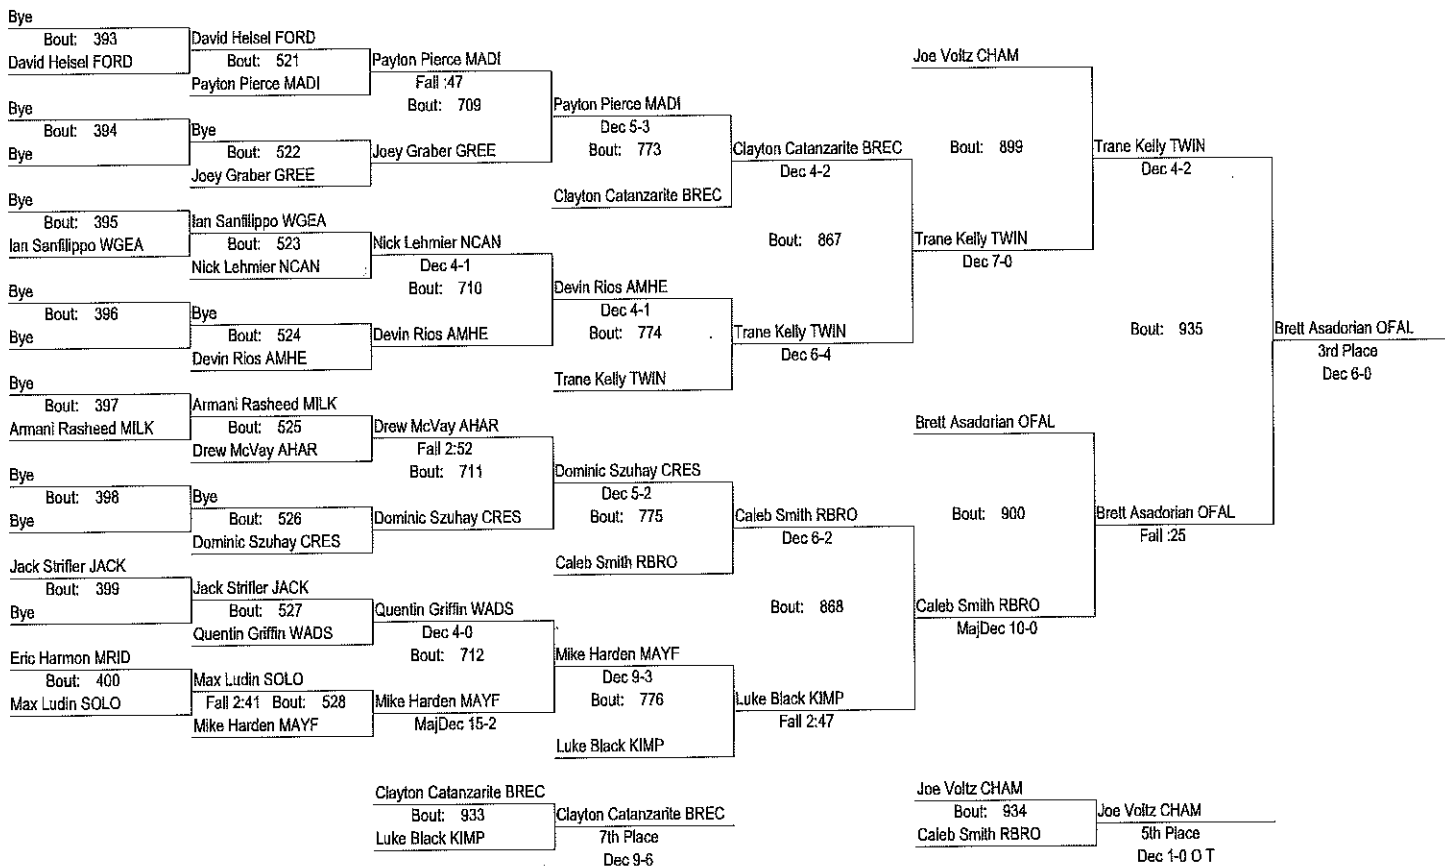 Bye
Bout: 393
David Heisel FORD
Bye
Bout: 394
Bye
Bye
Bout: 395
Ian Sanfilippo WGEA
Bye
Bout: 396
Bye
Bye
Bout: 397
Armani Rasheed MILK
Bye
Bout: 398
Bye
Jack Strifler JACK
Bout: 399
Bye
Eric Harmon MRID
Bout: 400
Max Ludin SOLO
David Heisel FORD
Bout: 521
Payton Pierce MADI
Bye
Bout: 522
Joey Graber GREE
Ian Sanfilippo WGEA
Bout: 523
Nick Lehmier NCAN
Bye
Bout: 524
Devin Rios AMHE
Armani Rasheed MILK
Bout: 525
Drew McVay AHAR
Bye
Bout: 526
Dominic Szuhay CRES
Jack Strifler JACK
Bout: 527
Quentin Griffin WADS
Max Ludin SOLO
Fall 2:41 Bout: 528
Mike Harden MAYF
Payton Pierce MADI
Fall :47
Bout: 709
Joey Graber GREE
Nick Lehmier NCAN
Dec 4-1
Bout: 710
Devin Rios AMHE
Drew McVay AHAR
Fall 2:52
Bout: 711
Dominic Szuhay CRES
Quentin Griffin WADS
Dec 4-0
Bout: 712
Mike Harden MAYF
MajDec 15-2
Payton Pierce MADI
Dec 5-3
Bout: 773
Clayton Catanzarite BREC
Devin Rios AMHE
Dec 4-1
Bout: 774
Trane Kelly TWIN
Dominic Szuhay CRES
Dec 5-2
Bout: 775
Caleb Smith RBRO
Mike Harden MAYF
Dec 9-3
Bout: 776
Luke Black KIMP
Clayton Catanzarite BREC
Dec 4-2
Bout: 867
Trane Kelly TWIN
Dec 6-4
Caleb Smith RBRO
Dec 6-2
Bout: 868
Luke Black KIMP
Fall 2:47
Joe Voltz CHAM
Bout: 899
Trane Kelly TWIN
Dec 7-0
Brett Asadorian OFAL
Bout: 900
Caleb Smith RBRO
MajDec 10-0
Trane Kelly TWIN
Dec 4-2
Bout: 935
Brett Asadorian OFAL
Fall :25
Brett Asadorian OFAL
3rd Place
Dec 6-0
Clayton Catanzarite BREC
Bout: 933
Luke Black KIMP
Clayton Catanzarite BREC
7th Place
Dec 9-6
Joe Voltz CHAM
Bout: 934
Caleb Smith RBRO
Joe Voltz CHAM
5th Place
Dec 1-0 O T